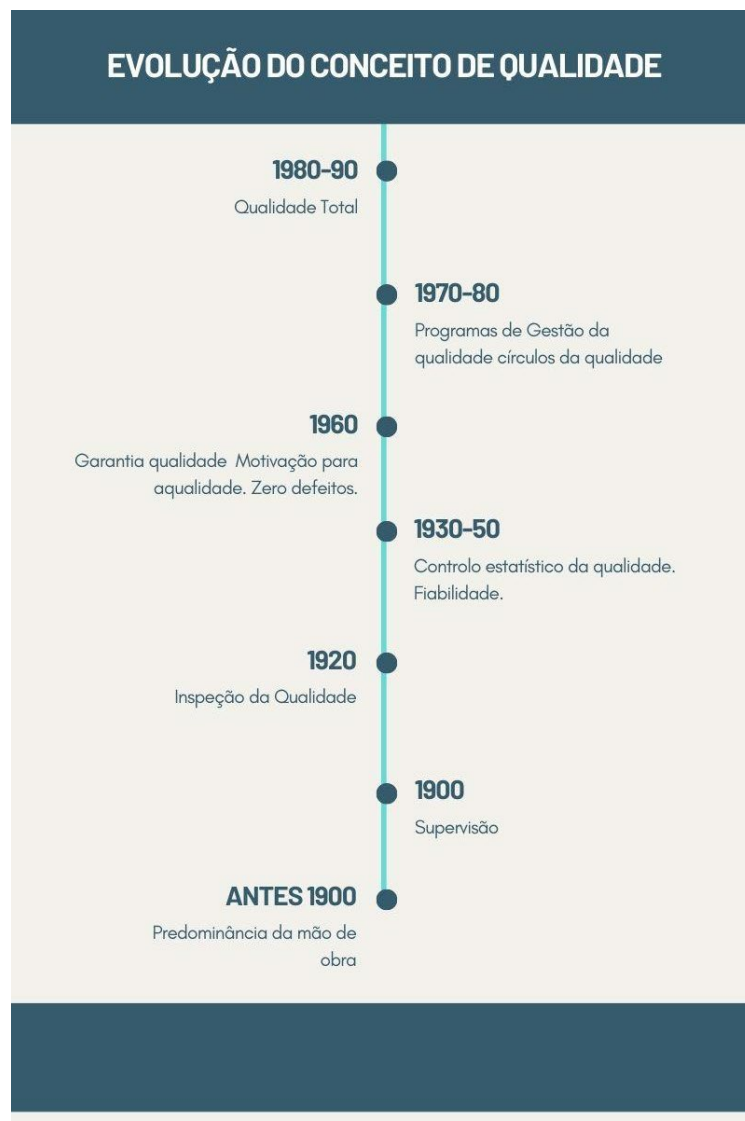 EVOLUÇÃO DO CONCEITO DE QUALIDADE
1980-90
Qualidade Total
1970-80
Programas de Gestão da
qualidade círculos da qualidade
1960
Garantia qualidade  Motivação para
aqualidade. Zero defeitos.
1930-50
Controlo estatístico da qualidade.
Fiabilidade.
1920
Inspeção da Qualidade
1900
Supervisão
ANTES 1900
Predominância da mão de
obra